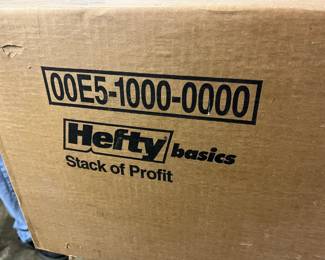 00E5-1000-0000
Hefty basics
Stack of Profit